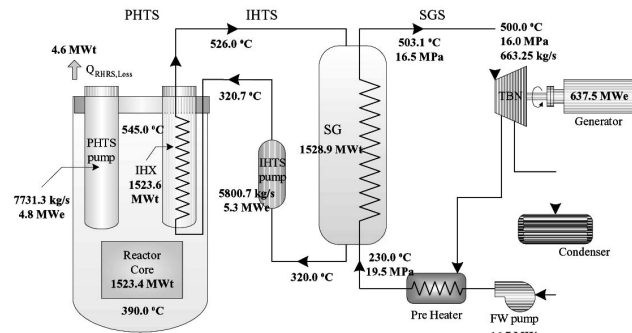 PHTS
IHTS
SGS
4.6 MWt
Q_RHRS,Loss
526.0 ℃
503.1 ℃
16.5 MPa
500.0 ℃
16.0 MPa
663.25 kg/s
320.7 ℃
TBN
637.5 MWe
Generator
545.0 ℃
SG
1528.9 MWt
PHTS
pump
IHX
1523.6
MWt
IHTS
pump
7731.3 kg/s
4.8 MWe
5800.7 kg/s
5.3 MWe
Condenser
Reactor
Core
1523.4 MWt
230.0 ℃
19.5 MPa
320.0 ℃
390.0 ℃
Pre Heater
FW pump